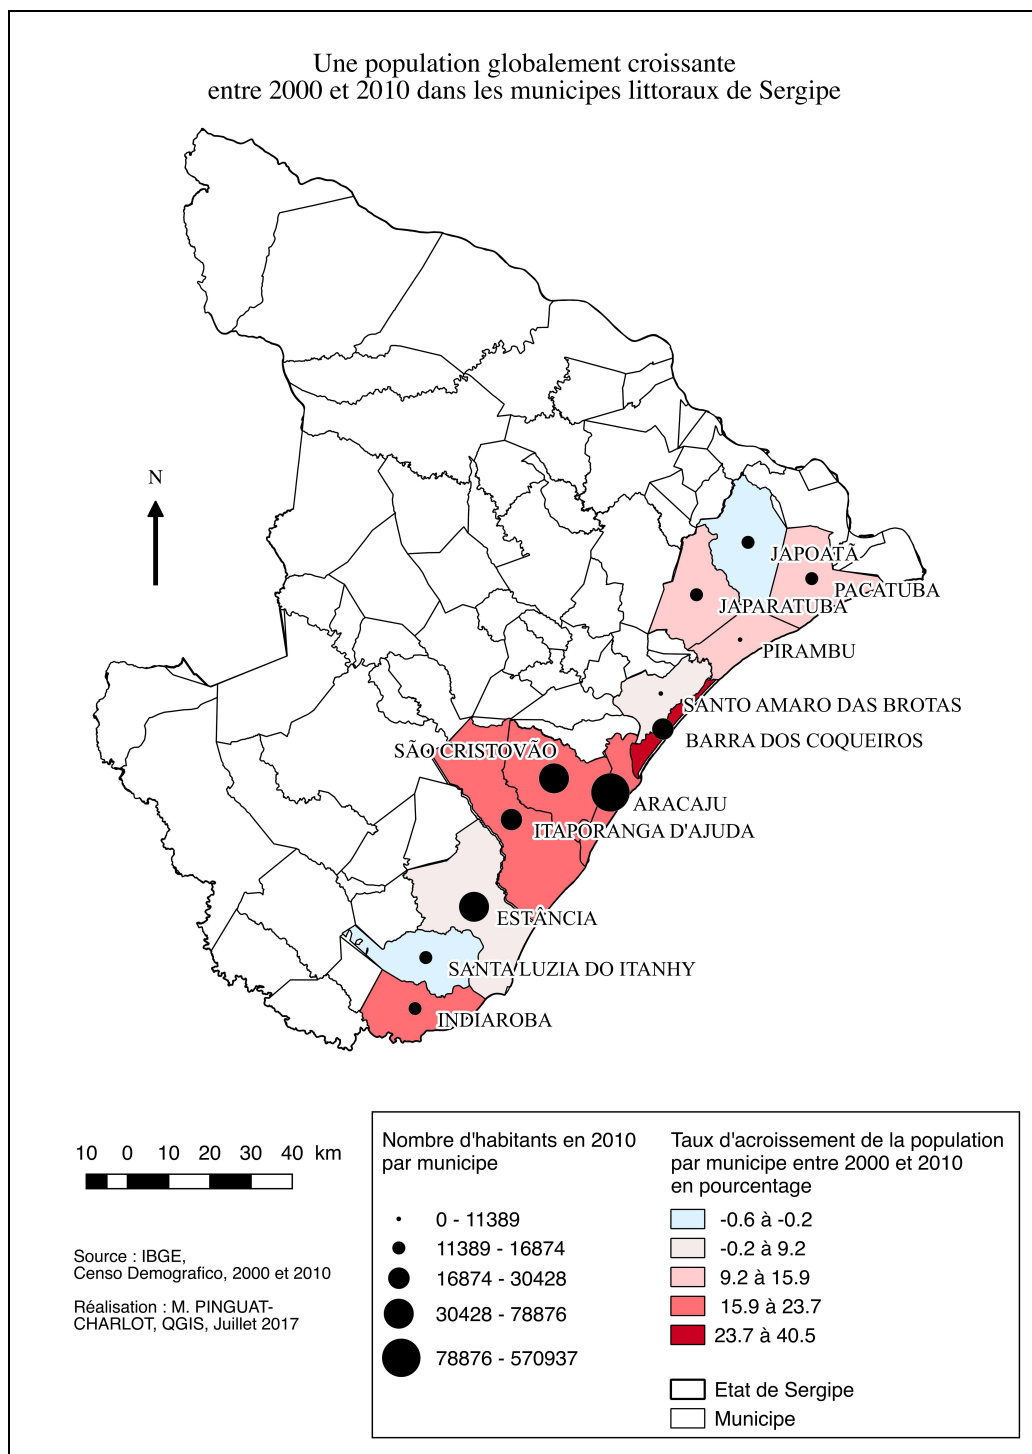 Une population globalement croissante
entre 2000 et 2010 dans les municipes littoraux de Sergipe
N
JAPOATÃ
PACATUBA
JAPARATUBA
PIRAMBU
SANTO AMARO DAS BROTAS
BARRA DOS COQUEIROS
SÃO CRISTOVÃO
ARACAJU
ITAPORANGA D'AJUDA
ESTÂNCIA
SANTA LUZIA DO ITANHY
INDIAROBA
10 0 10 20 30 40 km
Source : IBGE,
Censo Demografico, 2000 et 2010
Réalisation : M. PINGUAT-
CHARLOT, QGIS, Juillet 2017
Nombre d'habitants en 2010
par municipe
0 - 11389
11389 - 16874
16874 - 30428
30428 - 78876
78876 - 570937
Taux d'acroissement de la population
par municipe entre 2000 et 2010
en pourcentage
-0.6 à -0.2
-0.2 à 9.2
9.2 à 15.9
15.9 à 23.7
23.7 à 40.5
Etat de Sergipe
Municipe